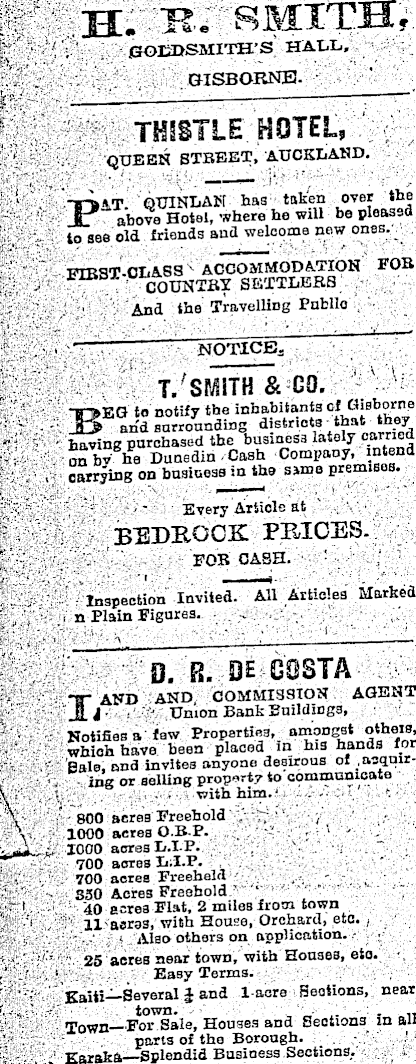 H. R. SMITH,
GOLDSMITH'S HALL,
GISBORNE.
THISTLE HOTEL,
QUEEN STREET, AUCKLAND.
PAT. QUINLAN has taken over the
above Hotel, where he will be pleased
to see old friends and welcome new ones.
FIRST-CLASS ACCOMMODATION FOR
COUNTRY SETTLERS
And the Travelling Public
NOTICE.
T. SMITH & CO.
BEG to notify the inhabitants of Gisborne
and surrounding districts that they
having purchased the business lately carried
on by he Dunedin Cash Company, intend
carrying on business in the same premises.
Every Article at
BEDROCK PRICES.
FOR CASH.
Inspection Invited. All Articles Marked
n Plain Figures.
D. R. DE COSTA
LAND AND COMMISSION AGENT
Union Bank Buildings,
Notifies a few Properties, amongst others,
which have been placed in his hands for
Sale, and invites anyone desirous of acquir-
ing or selling property to communicate
with him.
800 acres Freehold
1000 acres O.R.P.
1000 acres L.I.P.
700 acres L.I.P.
700 acres Freehold
350 Acres Freehold
40 acres Flat, 2 miles from town
11 acres, with House, Orchard, etc.
Also others on application.
25 acres near town, with Houses, etc.
Easy Terms.
Kaiti—Several ¼ and 1-acre Sections, near
town.
Town—For Sale, Houses and Sections in all
parts of the Borough.
Karaka—Splendid Business Sections.